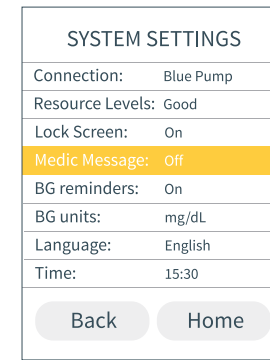 SYSTEM SETTINGS
Connection: Blue Pump
Resource Levels: Good
Lock Screen: On
Medic Message: Off
BG reminders: On
BG units: mg/dL
Language: English
Time: 15:30
Back Home